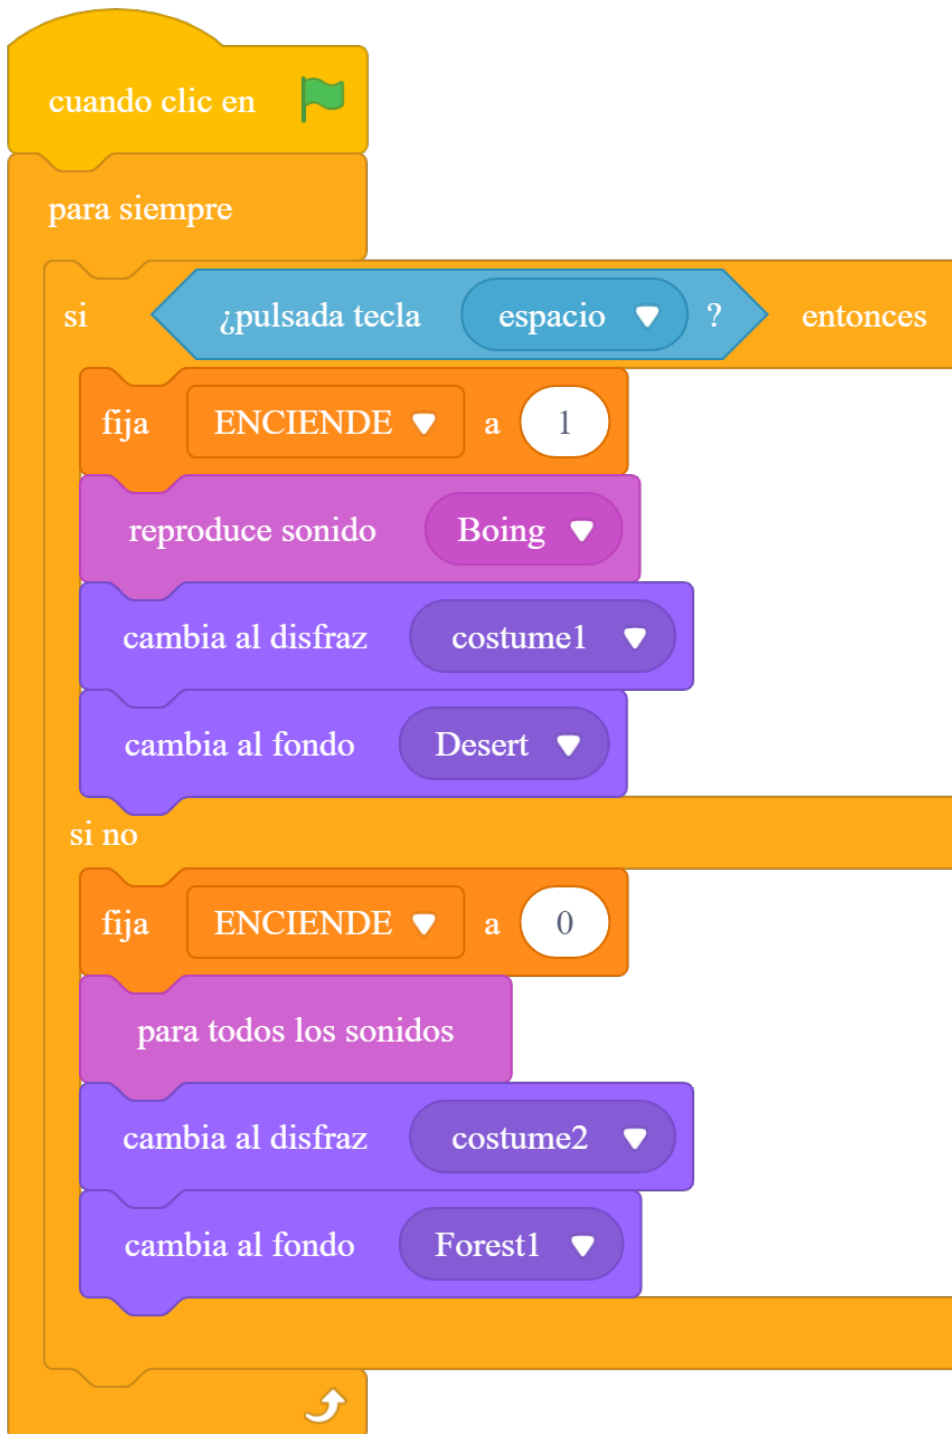 cuando clic en
para siempre
si ¿pulsada tecla espacio ? entonces
fija ENCIENDE a 1
reproduce sonido Boing
cambia al disfraz costume1
cambia al fondo Desert
si no
fija ENCIENDE a 0
para todos los sonidos
cambia al disfraz costume2
cambia al fondo Forest1